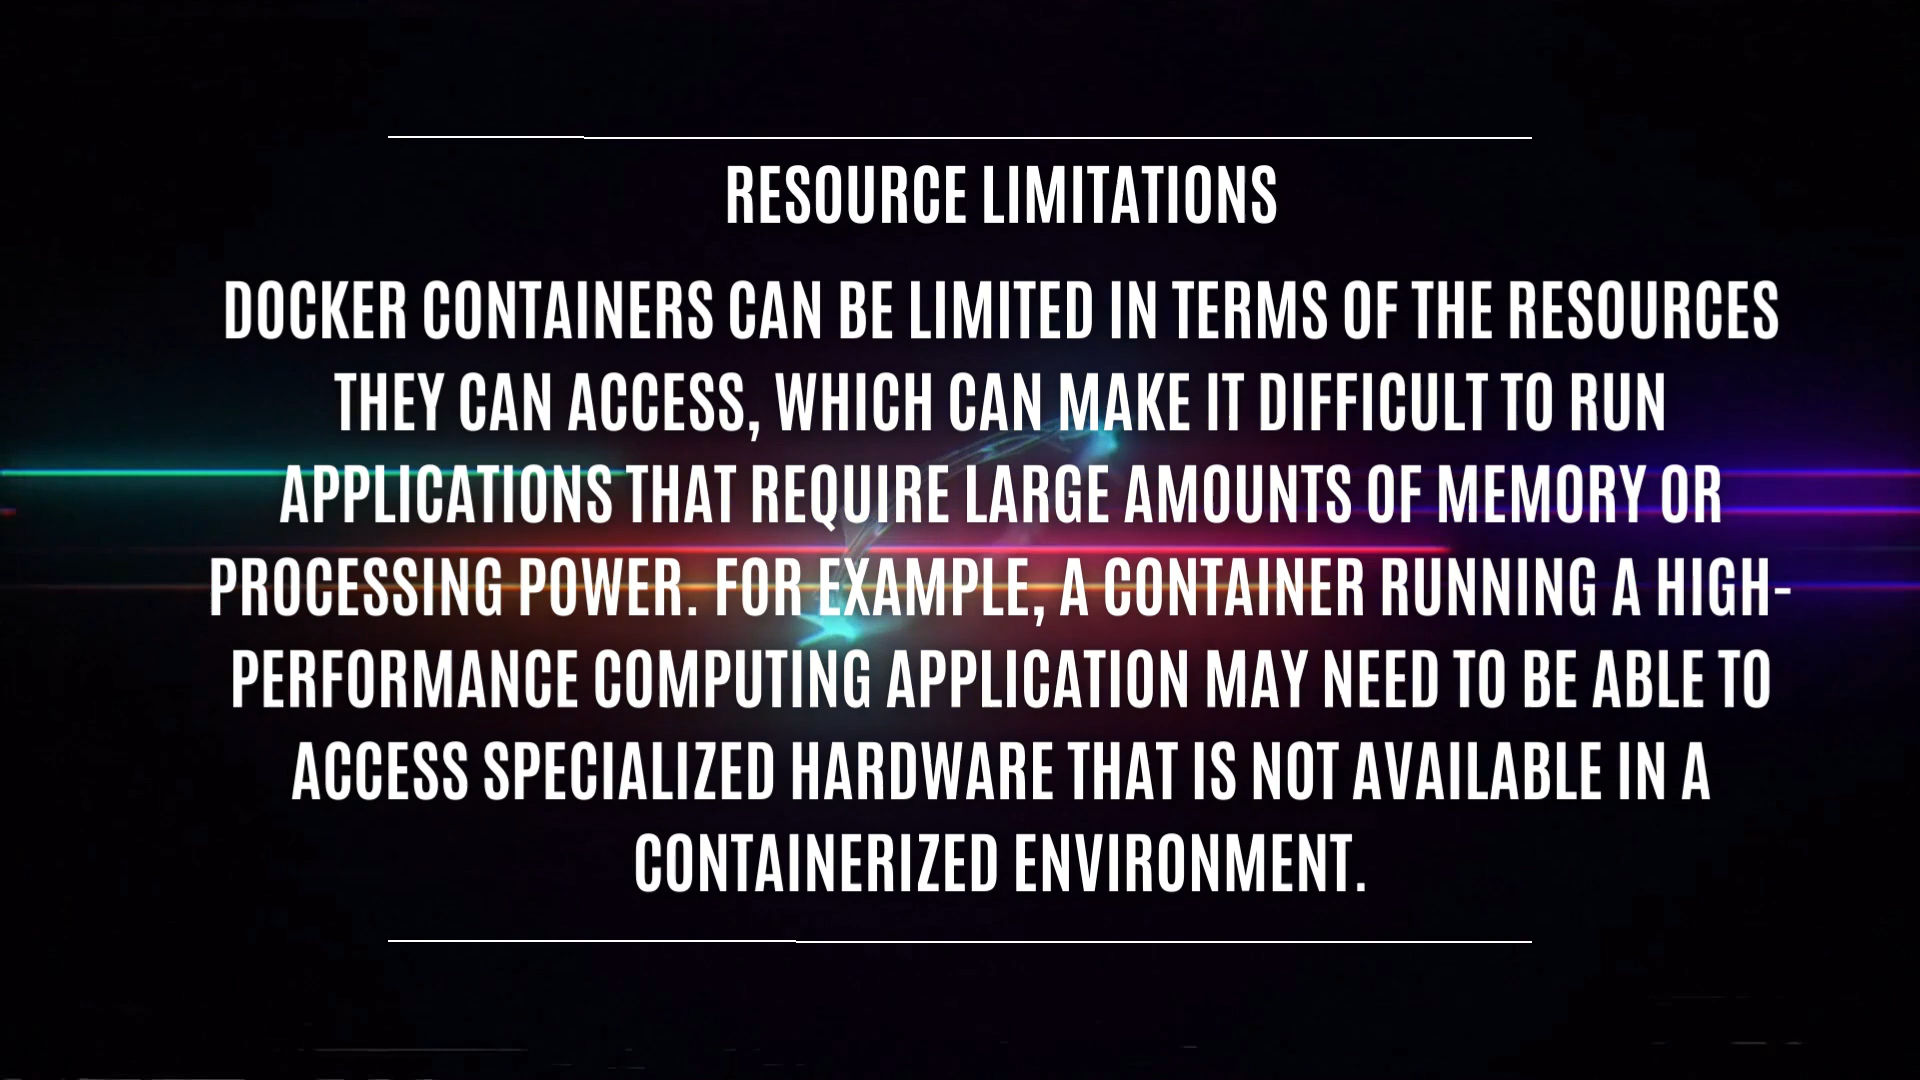 RESOURCE LIMITATIONS
DOCKER CONTAINERS CAN BE LIMITED IN TERMS OF THE RESOURCES
THEY CAN ACCESS, WHICH CAN MAKE IT DIFFICULT TO RUN
APPLICATIONS THAT REQUIRE LARGE AMOUNTS OF MEMORY OR
PROCESSING POWER. FOR EXAMPLE, A CONTAINER RUNNING A HIGH-
PERFORMANCE COMPUTING APPLICATION MAY NEED TO BE ABLE TO
ACCESS SPECIALIZED HARDWARE THAT IS NOT AVAILABLE IN A
CONTAINERIZED ENVIRONMENT.